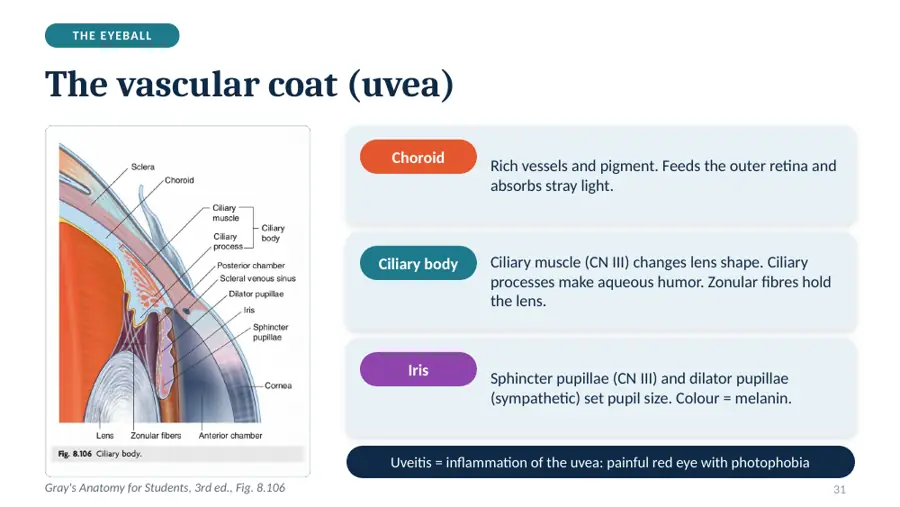 THE EYEBALL
The vascular coat (uvea)
Sclera
Choroid
Ciliary
muscle
Ciliary
body
Ciliary
process
Posterior chamber
Scleral venous sinus
Dilator pupillae
Iris
Sphincter
pupillae
Cornea
Lens
Zonular fibers
Anterior chamber
Fig. 8.106 Ciliary body.
Gray's Anatomy for Students, 3rd ed., Fig. 8.106
Choroid
Rich vessels and pigment. Feeds the outer retina and
absorbs stray light.
Ciliary body
Ciliary muscle (CN III) changes lens shape. Ciliary
processes make aqueous humor. Zonular fibres hold
the lens.
Iris
Sphincter pupillae (CN III) and dilator pupillae
(sympathetic) set pupil size. Colour = melanin.
Uveitis = inflammation of the uvea: painful red eye with photophobia
31